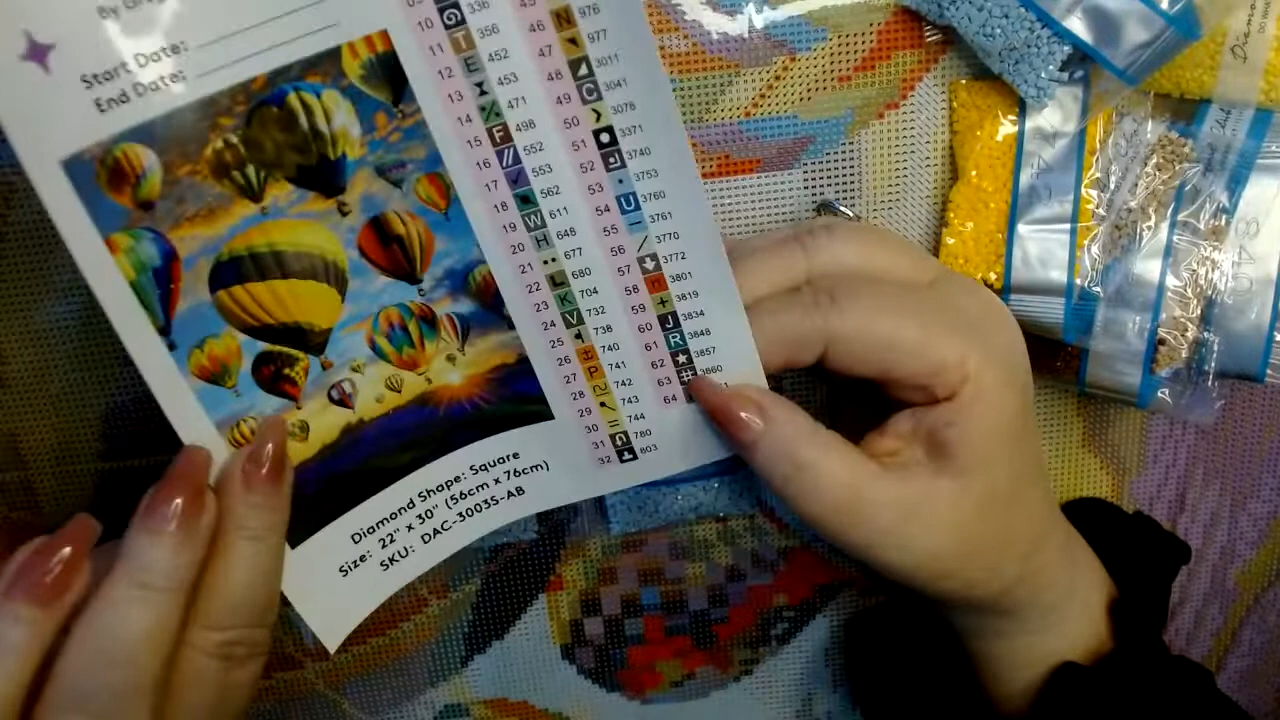 By Greg
Start Date:
End Date:
10 G 336
11 T 356
12 E 452
13 453
14 471
15 F 498
16 552
17 553
18 562
19 W 611
20 H 648
21 677
22 L 680
23 K 704
24 V 732
25 738
26 740
27 P 741
28 742
29 743
30 = 744
31 780
32 803
46 N 976
47 977
48 3011
49 C 3041
50 3078
51 3371
52 3740
53 3753
54 U 3760
55 3761
56 / 3770
57 3772
58 m 3801
59 + 3819
60 J 3834
61 R 3848
62 ★ 3857
63 # 3860
64
Diamond Shape: Square
Size: 22" x 30" (56cm x 76cm)
SKU: DAC-3003S-AB
744
840